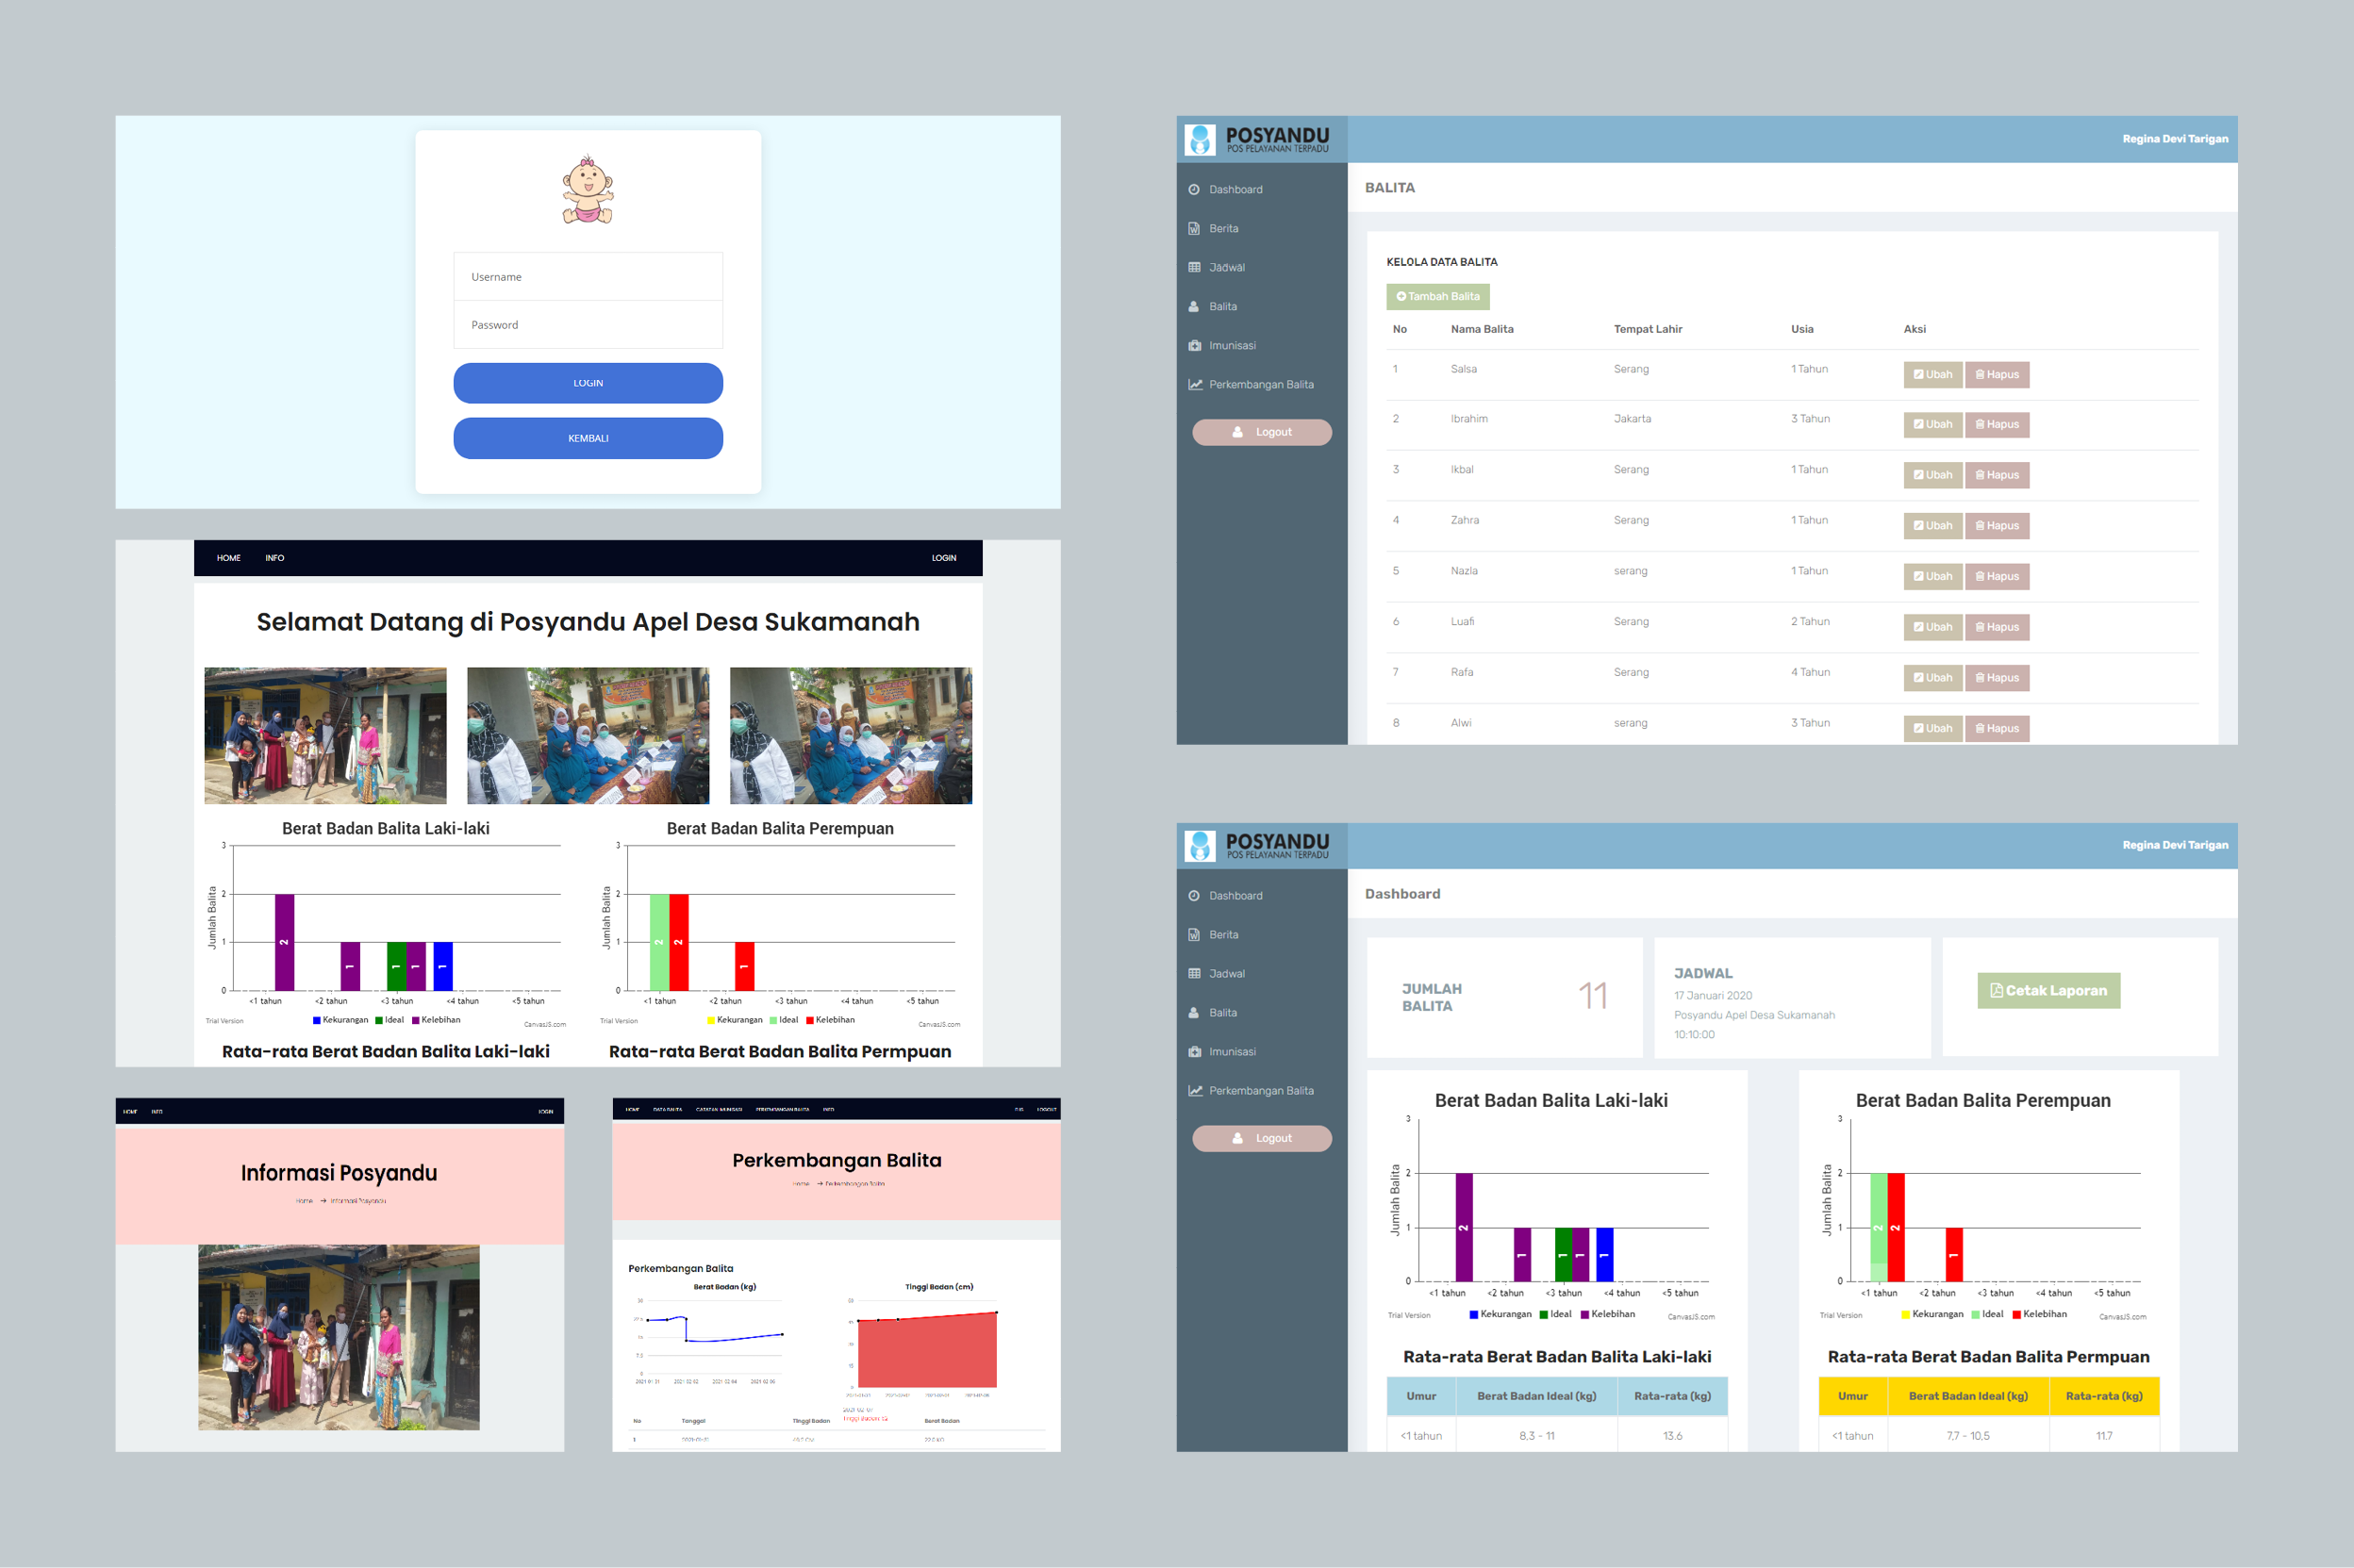 Username
Password
LOGIN
KEMBALI
HOME INFO LOGIN
Selamat Datang di Posyandu Apel Desa Sukamanah
Berat Badan Balita Laki-laki
Jumlah Balita
3
2
1
0
2
1
1
1
1
<1 tahun <2 tahun <3 tahun <4 tahun <5 tahun
Kekurangan Ideal Kelebihan
Trial Version CanvasJS.com
Rata-rata Berat Badan Balita Laki-laki
Berat Badan Balita Perempuan
Jumlah Balita
3
2
1
0
2
2
1
<1 tahun <2 tahun <3 tahun <4 tahun <5 tahun
Kekurangan Ideal Kelebihan
Trial Version CanvasJS.com
Rata-rata Berat Badan Balita Permpuan
HOME INFO LOGIN
Informasi Posyandu
Home → Informasi Posyandu
HOME DATA BALITA CATATAN IMUNISASI PERKEMBANGAN BALITA INFO LOGOUT
Perkembangan Balita
Home → Perkembangan Balita
Perkembangan Balita
Berat Badan (kg)
Tinggi Badan (cm)
No Tanggal Tinggi Badan Berat Badan
POSYANDU
POS PELAYANAN TERPADU
Regina Devi Tarigan
Dashboard
Berita
Jadwal
Balita
Imunisasi
Perkembangan Balita
Logout
BALITA
KELOLA DATA BALITA
Tambah Balita
No Nama Balita Tempat Lahir Usia Aksi
1 Salsa Serang 1 Tahun Ubah Hapus
2 Ibrahim Jakarta 3 Tahun Ubah Hapus
3 Ikbal Serang 1 Tahun Ubah Hapus
4 Zahra Serang 1 Tahun Ubah Hapus
5 Nazla serang 1 Tahun Ubah Hapus
6 Luafi Serang 2 Tahun Ubah Hapus
7 Rafa Serang 4 Tahun Ubah Hapus
8 Alwi serang 3 Tahun Ubah Hapus
POSYANDU
POS PELAYANAN TERPADU
Regina Devi Tarigan
Dashboard
Berita
Jadwal
Balita
Imunisasi
Perkembangan Balita
Logout
Dashboard
JUMLAH
BALITA
11
JADWAL
17 Januari 2020
Posyandu Apel Desa Sukamanah
10:10:00
Cetak Laporan
Berat Badan Balita Laki-laki
Jumlah Balita
3
2
1
0
2
1
1
1
1
<1 tahun <2 tahun <3 tahun <4 tahun <5 tahun
Trial Version Kekurangan Ideal Kelebihan CanvasJS.com
Rata-rata Berat Badan Balita Laki-laki
Umur Berat Badan Ideal (kg) Rata-rata (kg)
<1 tahun 8,3 - 11 13.6
Berat Badan Balita Perempuan
Jumlah Balita
3
2
1
0
2
2
1
<1 tahun <2 tahun <3 tahun <4 tahun <5 tahun
Trial Version Kekurangan Ideal Kelebihan CanvasJS.com
Rata-rata Berat Badan Balita Permpuan
Umur Berat Badan Ideal (kg) Rata-rata (kg)
<1 tahun 7,7 - 10,5 11.7